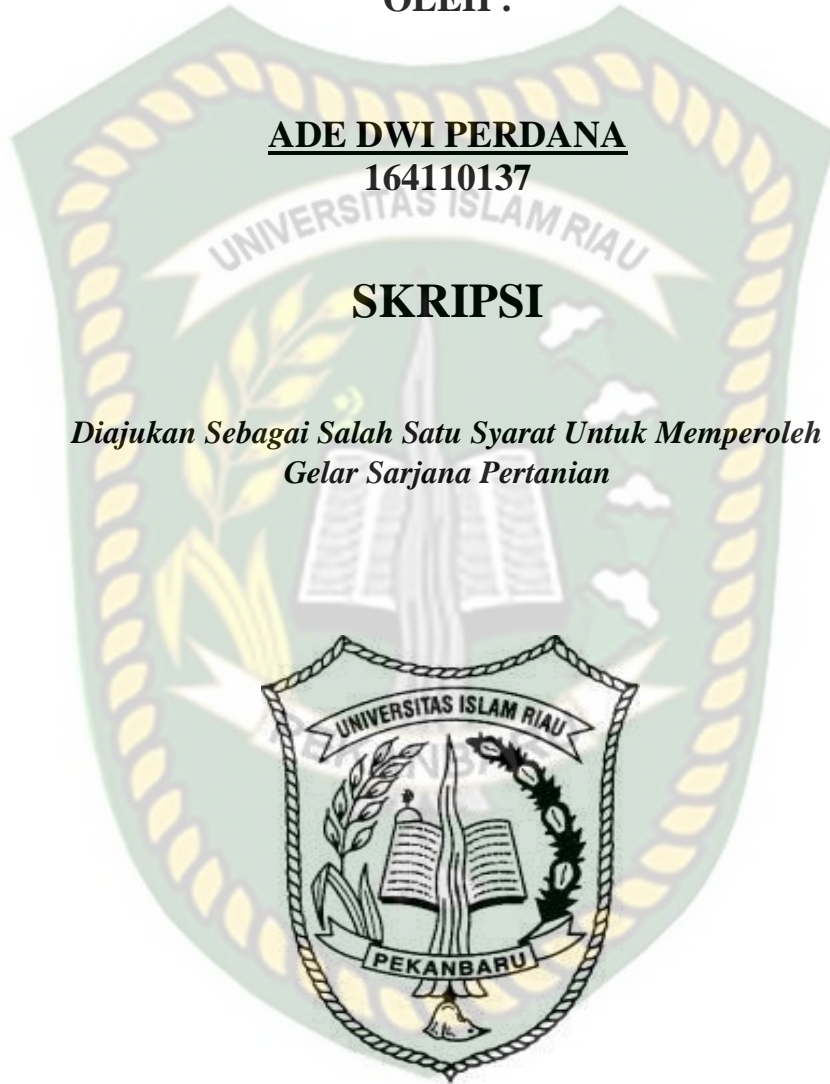 OLEH :
ADE DWI PERDANA
164110137
UNIVERSITAS ISLAM RIAU
SKRIPSI
Diajukan Sebagai Salah Satu Syarat Untuk Memperoleh
Gelar Sarjana Pertanian
UNIVERSITAS ISLAM RIAU
PEKANBARU
PEKANBARU